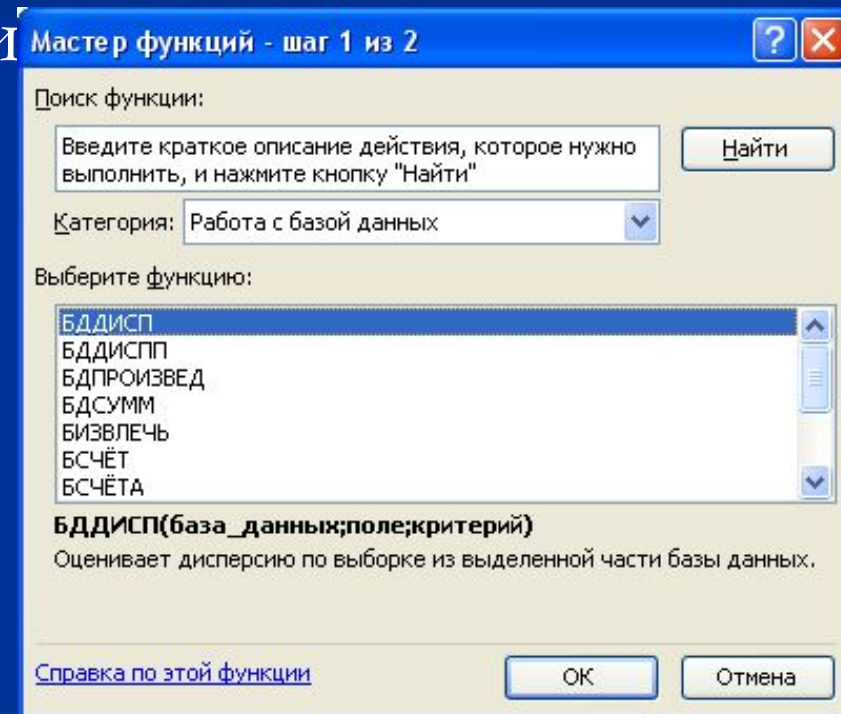 И
Мастер функций - шаг 1 из 2
Поиск функции:
Введите краткое описание действия, которое нужно
выполнить, и нажмите кнопку "Найти"
Найти
Категория: Работа с базой данных
Выберите функцию:
БДДИСП
БДДИСПП
БДПРОИЗВЕД
БДСУММ
БИЗВЛЕЧЬ
БСЧЁТ
БСЧЁТА
БДДИСП(база_данных;поле;критерий)
Оценивает дисперсию по выборке из выделенной части базы данных.
Справка по этой функции
ОК
Отмена